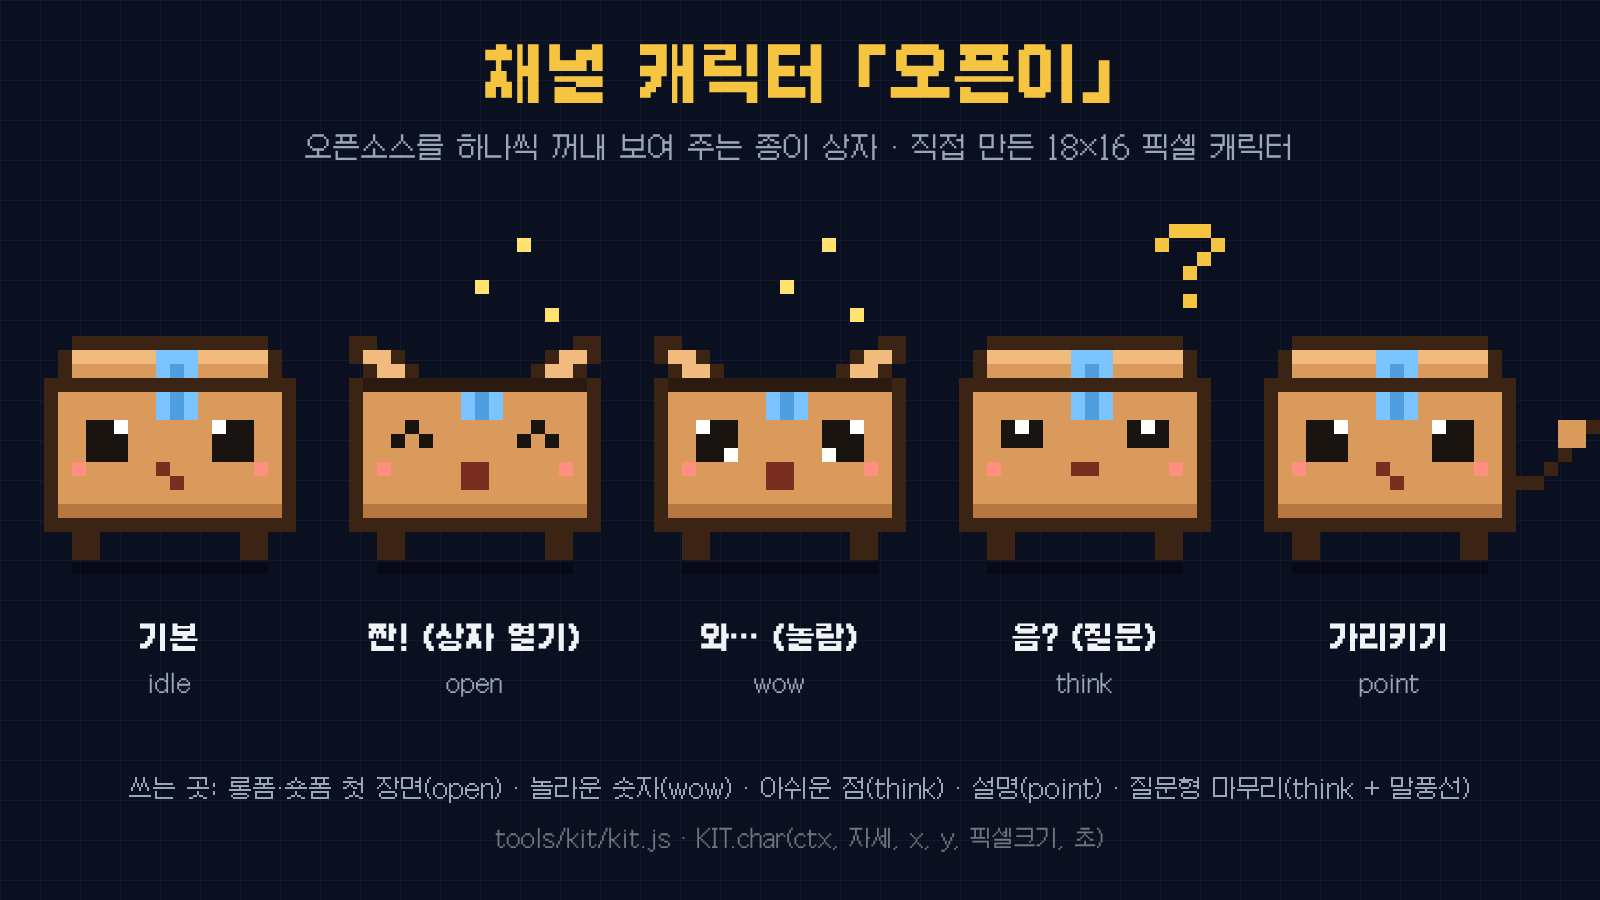 채널 캐릭터 「오픈이」
오픈소스를 하나씩 꺼내 보여 주는 종이 상자 · 직접 만든 18×16 픽셀 캐릭터
?
기본
idle
짠! (상자 열기)
open
와… (놀람)
wow
음? (질문)
think
가리키기
point
쓰는 곳: 롱폼·숏폼 첫 장면(open) · 놀라운 숫자(wow) · 아쉬운 점(think) · 설명(point) · 질문형 마무리(think + 말풍선)
tools/kit/kit.js · KIT.char(ctx, 자세, x, y, 픽셀크기, 초)